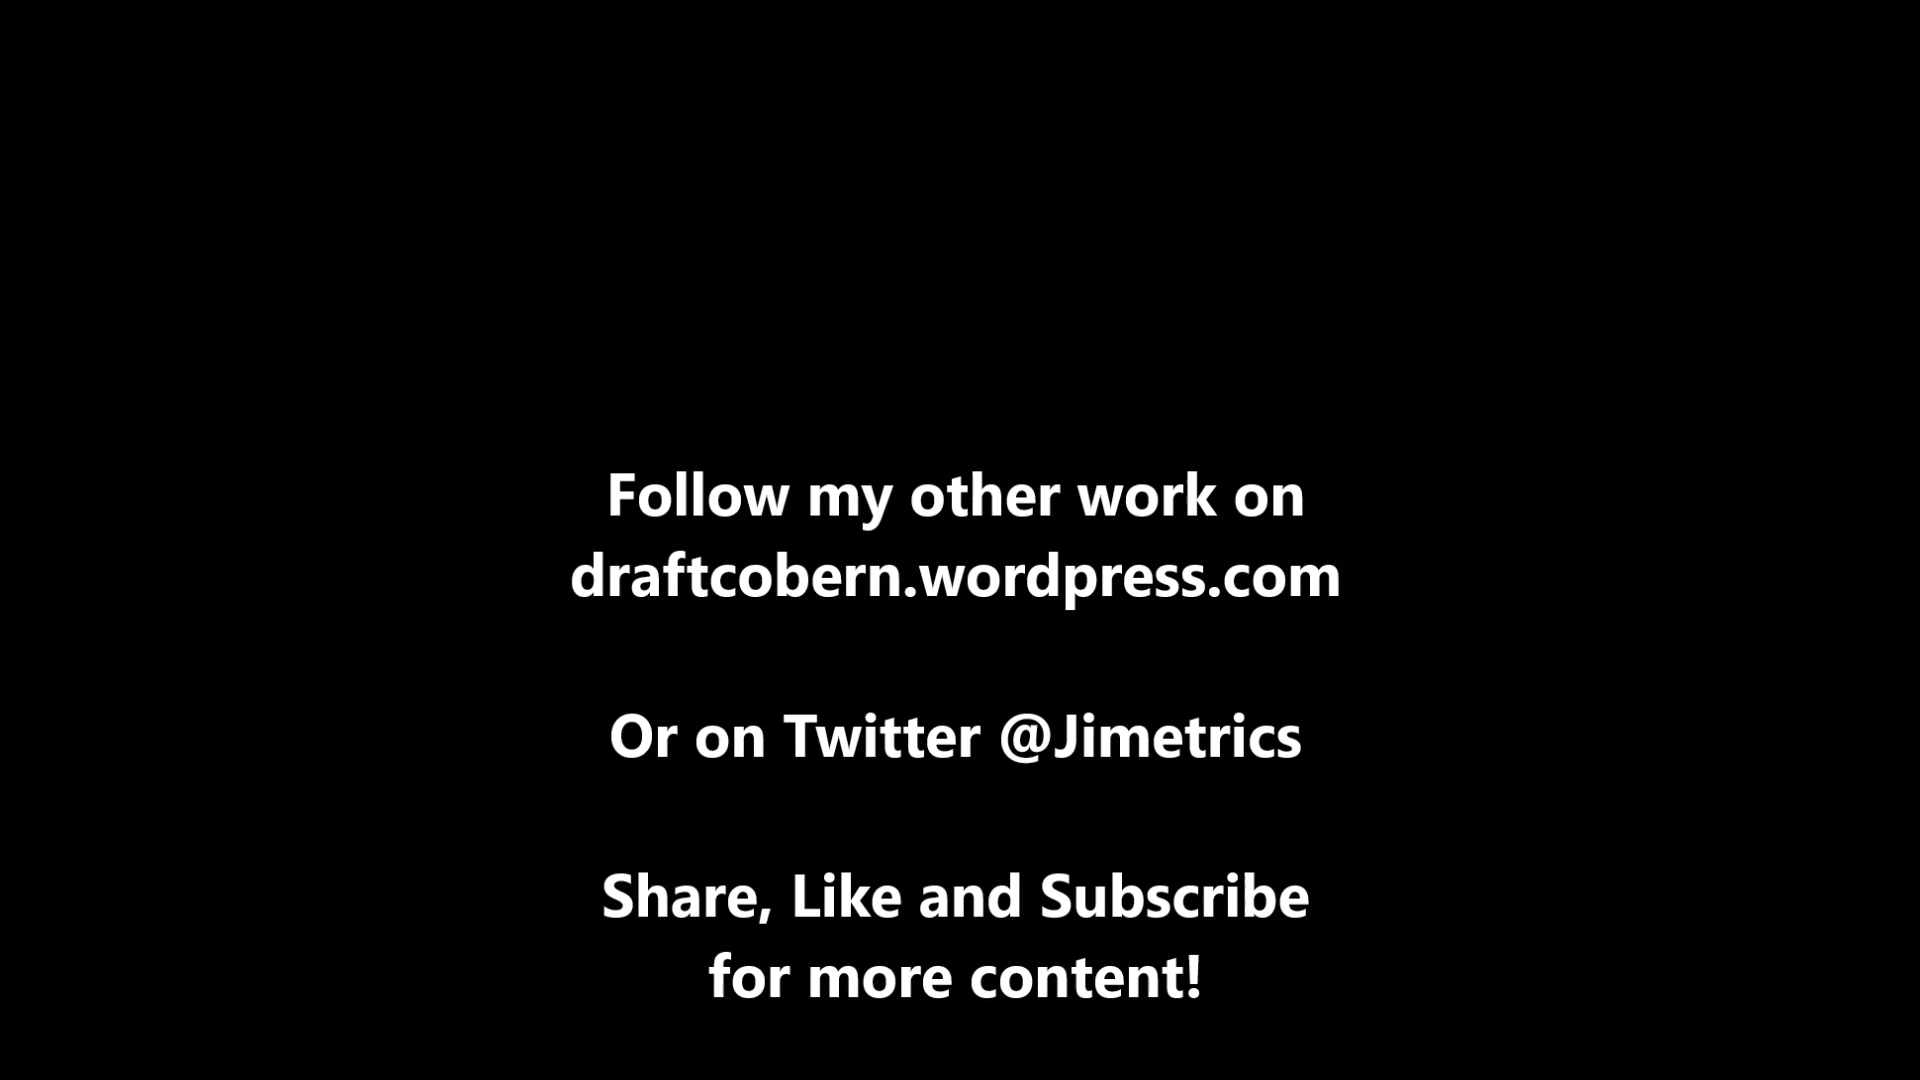 Follow my other work on
draftcobern.wordpress.com
Or on Twitter @Jimetrics
Share, Like and Subscribe
for more content!